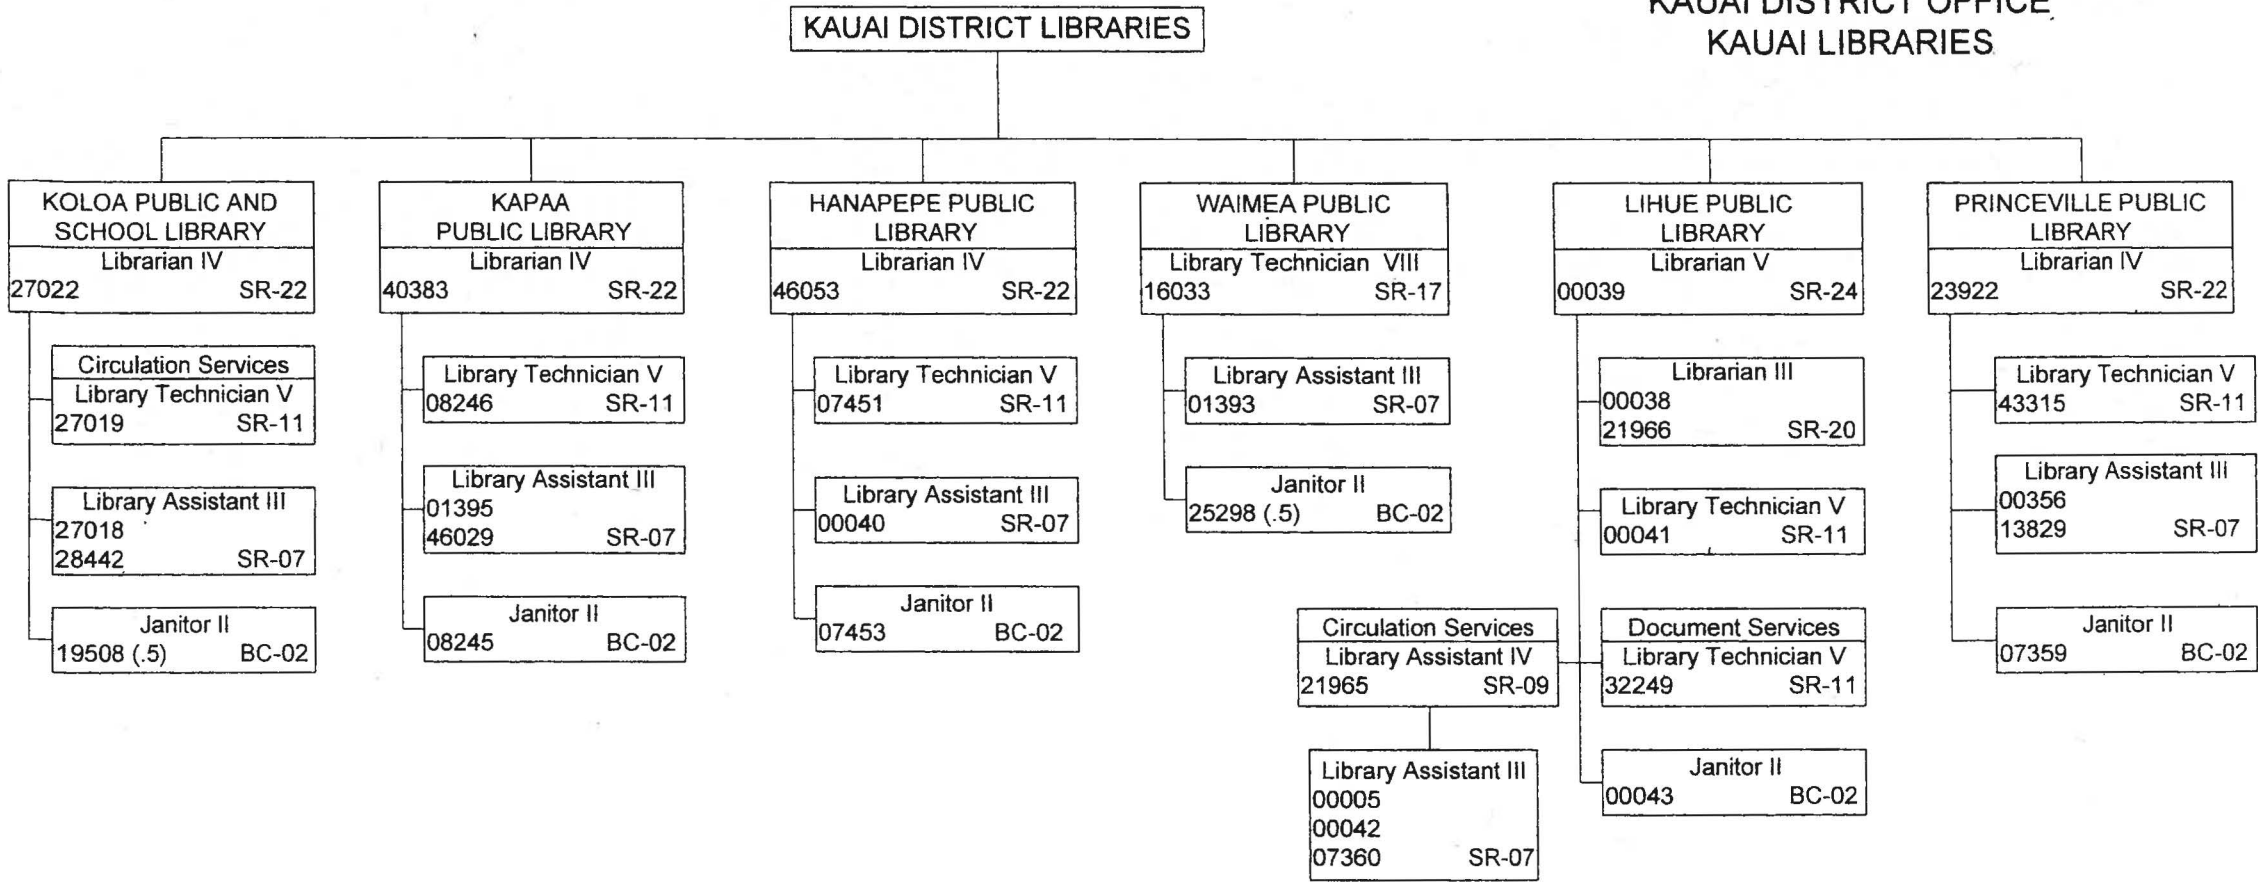 KAUAI DISTRICT OFFICE
KAUAI LIBRARIES
KAUAI DISTRICT LIBRARIES
KOLOA PUBLIC AND
SCHOOL LIBRARY
Librarian IV
27022 SR-22
Circulation Services
Library Technician V
27019 SR-11
Library Assistant III
27018
28442 SR-07
Janitor II
19508 (.5) BC-02
KAPAA
PUBLIC LIBRARY
Librarian IV
40383 SR-22
Library Technician V
08246 SR-11
Library Assistant III
01395
46029 SR-07
Janitor II
08245 BC-02
HANAPEPE PUBLIC
LIBRARY
Librarian IV
46053 SR-22
Library Technician V
07451 SR-11
Library Assistant III
00040 SR-07
Janitor II
07453 BC-02
WAIMEA PUBLIC
LIBRARY
Library Technician VIII
16033 SR-17
Library Assistant III
01393 SR-07
Janitor II
25298 (.5) BC-02
LIHUE PUBLIC
LIBRARY
Librarian V
00039 SR-24
Librarian III
00038
21966 SR-20
Library Technician V
00041 SR-11
Circulation Services
Library Assistant IV
21965 SR-09
Library Assistant III
00005
00042
07360 SR-07
Document Services
Library Technician V
32249 SR-11
Janitor II
00043 BC-02
PRINCEVILLE PUBLIC
LIBRARY
Librarian IV
23922 SR-22
Library Technician V
43315 SR-11
Library Assistant III
00356
13829 SR-07
Janitor II
07359 BC-02